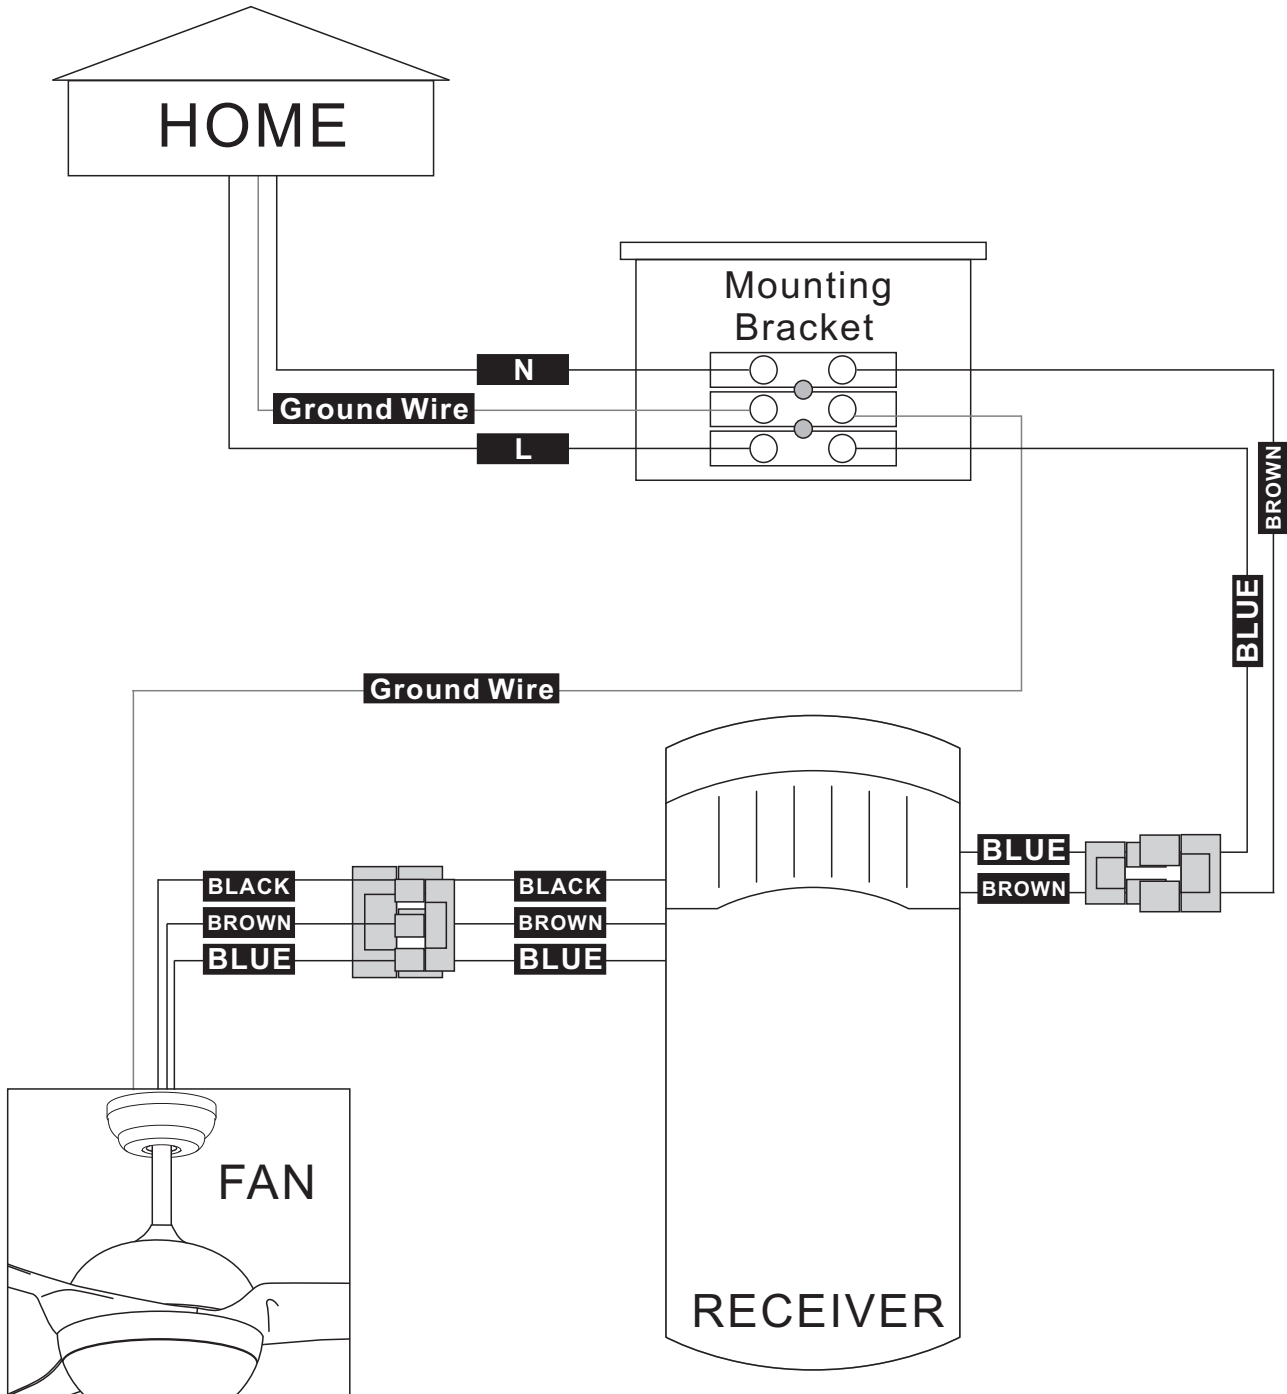 HOME
Mounting
Bracket
N
Ground Wire
L
BROWN
BLUE
Ground Wire
BLUE
BROWN
BLACK
BLACK
BROWN
BROWN
BLUE
BLUE
FAN
RECEIVER